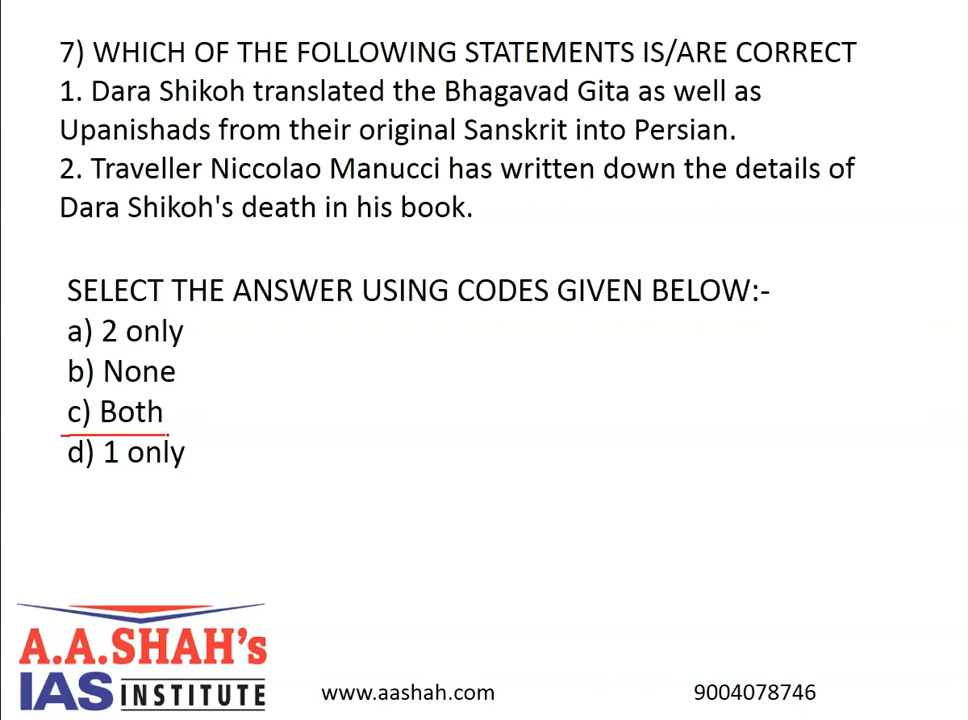 7) WHICH OF THE FOLLOWING STATEMENTS IS/ARE CORRECT
1. Dara Shikoh translated the Bhagavad Gita as well as
Upanishads from their original Sanskrit into Persian.
2. Traveller Niccolao Manucci has written down the details of
Dara Shikoh's death in his book.
SELECT THE ANSWER USING CODES GIVEN BELOW:-
a) 2 only
b) None
c) Both
d) 1 only
A.A.SHAH's
IAS INSTITUTE
www.aashah.com 9004078746